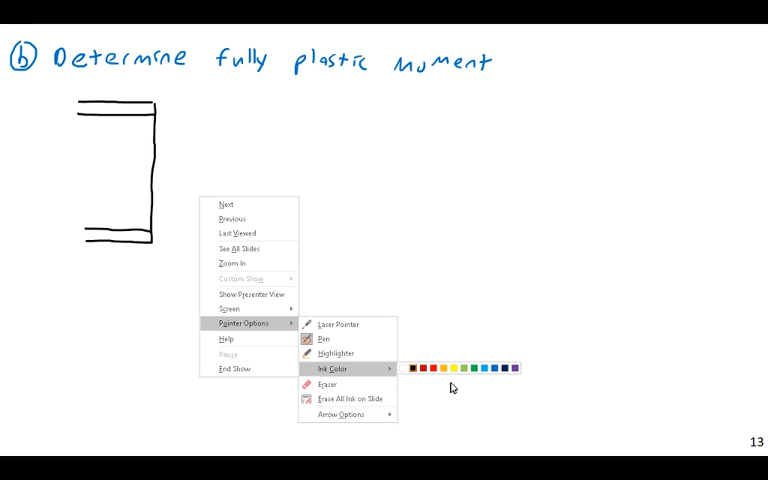 (b) Determine fully plastic moment
Next
Previous
Last Viewed
See All Slides
Zoom In
Custom Show
Show Presenter View
Screen
Pointer Options
Help
Pause
End Show
Laser Pointer
Pen
Highlighter
Ink Color
Eraser
Erase All Ink on Slide
Arrow Options
13